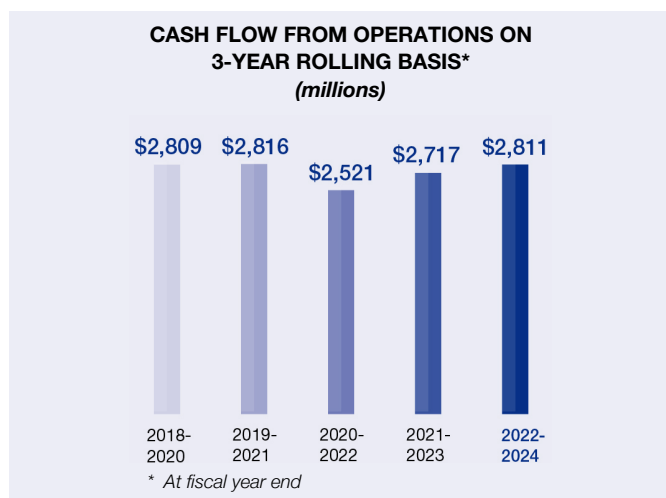 CASH FLOW FROM OPERATIONS ON
3-YEAR ROLLING BASIS*
(millions)
$2,809 $2,816 $2,521 $2,717 $2,811
2018-
2020
2019-
2021
2020-
2022
2021-
2023
2022-
2024
* At fiscal year end